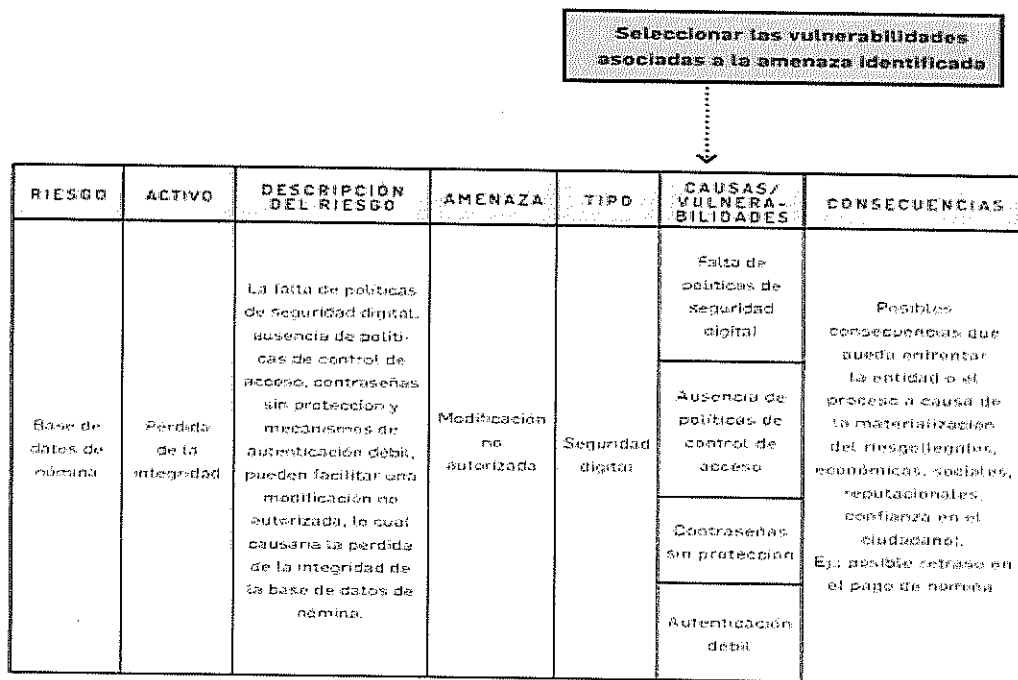 Seleccionar las vulnerabilidades
asociadas a la amenaza identificada
RIESGO
ACTIVO
DESCRIPCIÓN
DEL RIESGO
AMENAZA
TIPO
CAUSAS/
VULNERA-
BILIDADES
CONSECUENCIAS
Base de
datos de
nómina
Pérdida
de la
integridad
La falta de políticas
de seguridad digital,
ausencia de políti-
cas de control de
acceso, contraseñas
sin protección y
mecanismos de
autenticación débil,
pueden facilitar una
modificación no
autorizada, lo cual
causaría la pérdida
de la integridad de
la base de datos de
nómina.
Modificación
no
autorizada
Seguridad
digital
Falta de
políticas de
seguridad
digital
Ausencia de
políticas de
control de
acceso
Contraseñas
sin protección
Autenticación
débil
Posibles
consecuencias que
pueda enfrentar
la entidad o el
proceso a causa de
la materialización
del riesgo(legales,
económicas, sociales,
reputacionales,
confianza en el
ciudadano).
Ej.: posible retraso en
el pago de nómina